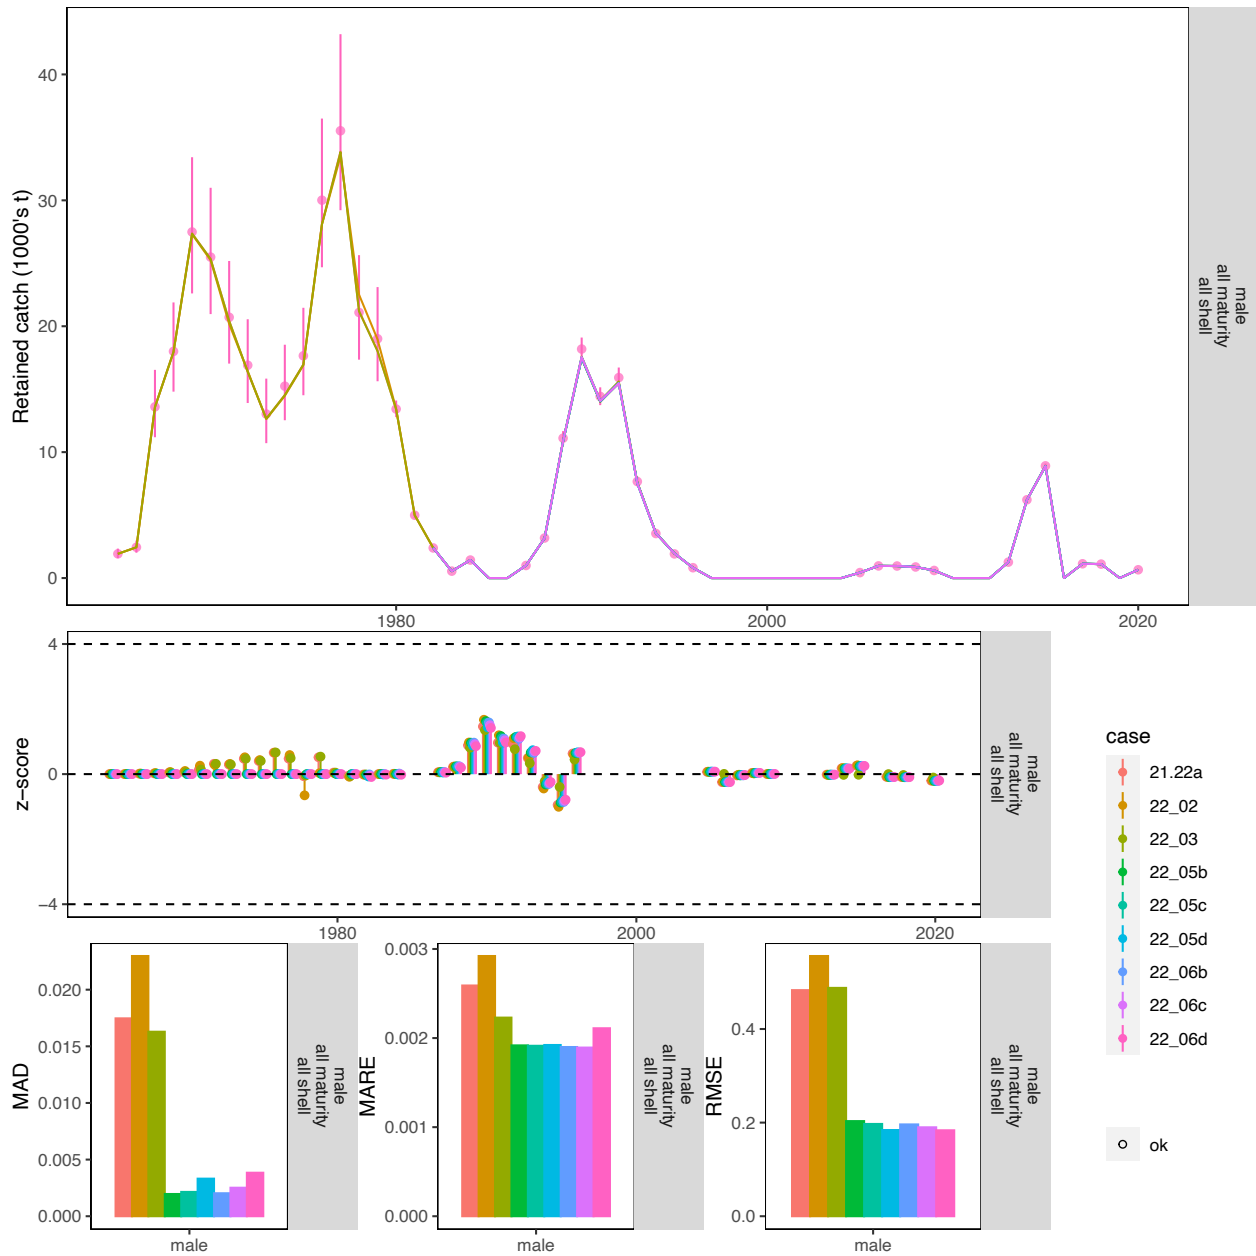 Retained catch (1000's t)
40
30
20
10
0
male
all maturity
all shell
1980
2000
2020
z−score
4
0
−4
male
all maturity
all shell
1980
2000
2020
case
21.22a
22_02
22_03
22_05b
22_05c
22_05d
22_06b
22_06c
22_06d
ok
MAD
0.020
0.015
0.010
0.005
0.000
male
all maturity
all shell
male
MARE
0.003
0.002
0.001
0.000
male
all maturity
all shell
male
RMSE
0.4
0.2
0.0
male
all maturity
all shell
male